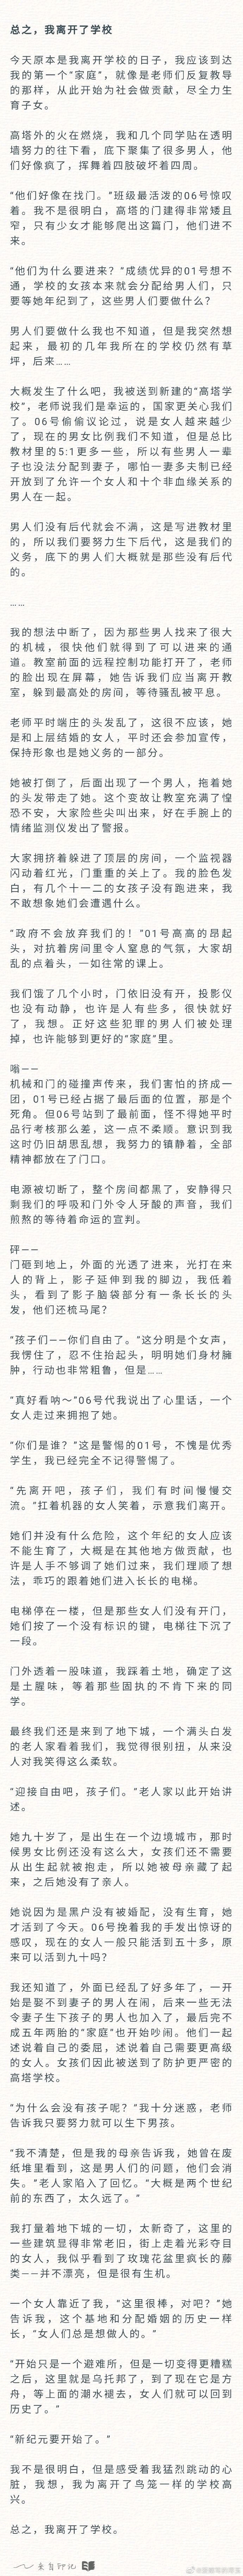 总之，我离开了学校
今天原本是我离开学校的日子，我应该到达
我的第一个“家庭”，就像是老师们反复教导
的那样，从此开始为社会做贡献，尽全力生
育子女。
高塔外的火在燃烧，我和几个同学贴在透明
墙努力的往下看，底下聚集了很多男人，他
们好像疯了，挥舞着四肢破坏着四周。
“他们好像在找门。”班级最活泼的06号惊叹
着。我不是很明白，高塔的门建得非常矮且
窄，只有少女才能够爬出这篇门，他们进不
来。
“他们为什么要进来？”成绩优异的01号想不
通，学校的女孩本来就会分配给男人们，只
要等她年纪到了，这些男人们要做什么？
男人们要做什么我也不知道，但是我突然想
起来，最初的几年我所在的学校仍然有草
坪，后来……
大概发生了什么吧，我被送到新建的“高塔学
校”，老师说我们是幸运的，国家更关心我们
了。06号偷偷议论过，说是女人越来越少
了，现在的男女比例我们不知道，但是总比
教材里的5:1更多一些，所以有些男人一辈
子也没法分配到妻子，哪怕一妻多夫制已经
开放到了允许一个女人和十个非血缘关系的
男人在一起。
男人们没有后代就会不满，这是写进教材里
的，所以我们要努力生下后代，这是我们的
义务，底下的男人们大概就是那些没有后代
的。
……
我的想法中断了，因为那些男人找来了很大
的机械，很快他们就得到了可以进来的通
道。教室前面的远程控制功能打开了，老师
的脸出现在屏幕，她告诉我们应当离开教
室，躲到最高处的房间，等待骚乱被平息。
老师平时端庄的头发乱了，这很不应该，她
是和上层结婚的女人，平时还会参加宣传，
保持形象也是她义务的一部分。
她被打倒了，后面出现了一个男人，拖着她
的头发带走了她。这个变故让教室充满了惶
恐不安，大家险些尖叫出来，好在手腕上的
情绪监测仪发出了警报。
大家拥挤着躲进了顶层的房间，一个监视器
闪动着红光，门重重的关上了。我的脸色发
白，有几个十一二的女孩子没有跑进来，我
不敢想象她们会遭遇什么。
“政府不会放弃我们的！”01号高高的昂起
头，对抗着房间里令人窒息的气氛，大家胡
乱的点着头，一如往常的课上。
我们饿了几个小时，门依旧没有开，投影仪
也没有动静，也许是人有些多，很快就好
了，我想。正好这些犯罪的男人们被处理
掉，也许能够到更好的“家庭”里。
嗡——
机械和门的碰撞声传来，我们害怕的挤成一
团，01号已经占据了最后面的位置，那是个
死角。但06号站到了最前面，怪不得她平时
品行考核那么差，这一点不柔顺。意识到我
这时仍旧胡思乱想，我努力的镇静着，全部
精神都放在了门口。
电源被切断了，整个房间都黑了，安静得只
剩我们的呼吸和门外令人牙酸的声音，我们
煎熬的等待着命运的宣判。
砰——
门砸到地上，外面的光透了进来，光打在来
人的背上，影子延伸到我的脚边，我低着
头，看到了影子脑袋部分有一条长长的头
发，他们还梳马尾？
“孩子们——你们自由了。”这分明是个女声，
我愣住了，忍不住抬起头，明明她们身材臃
肿，行动也非常粗鲁，但是……
“真好看呐～”06号代我说出了心里话，一个
女人走过来拥抱了她。
“你们是谁？”这是警惕的01号，不愧是优秀
学生，我已经完全不记得警惕了。
“先离开吧，孩子们，我们有时间慢慢交
流。”扛着机器的女人笑着，示意我们离开。
她们并没有什么危险，这个年纪的女人应该
不能生育了，大概是在其他地方做贡献，也
许是人手不够调了她们过来，我们理顺了想
法，乖巧的跟着她们进入长长的电梯。
电梯停在一楼，但是那些女人们没有开门，
她们按了一个没有标识的键，电梯往下沉了
一段。
门外透着一股味道，我踩着土地，确定了这
是土腥味，等着那些固执的不肯下来的同
学。
最终我们还是来到了地下城，一个满头白发
的老人家看着我们，我觉得很别扭，从来没
人对我笑得这么柔软。
“迎接自由吧，孩子们。”老人家以此开始讲
述。
她九十岁了，是出生在一个边境城市，那时
候男女比例还没有这么大，女孩们还不需要
从出生起就被抱走，所以她被母亲藏了起
来，之后她没有了亲人。
她说因为是黑户没有被婚配，没有生育，她
才活到了今天。06号挽着我的手发出惊讶的
感叹，现在的女人一般只能活到五十多，原
来可以活到九十吗？
我还知道了，外面已经乱了好多年了，一开
始是娶不到妻子的男人在闹，后来一些无法
令妻子生下孩子的男人也加入了，最后完不
成五年两胎的“家庭”也开始吵闹。他们一起
述说着自己的委屈，述说着自己需要更高级
的女人。女孩们因此被送到了防护更严密的
高塔学校。
“为什么会没有孩子呢？”我十分迷惑，老师
告诉我只要努力就可以生下男孩。
“我不清楚，但是我的母亲告诉我，她曾在废
纸堆里看到，这是男人们的问题，他们会消
失。”老人家陷入了回忆。“大概是两个世纪
前的东西了，太久远了。”
我打量着地下城的一切，太新奇了，这里的
一些建筑显得非常老旧，街上走着光彩夺目
的女人，我似乎看到了玫瑰花盆里疯长的藤
类——并不漂亮，但是很有生机。
一个女人靠近了我，“这里很棒，对吧？”她
告诉我，这个基地和分配婚姻的历史一样
长，“女人们总是想做人的。”
“开始只是一个避难所，但是一切变得更糟糕
之后，这里就是乌托邦了，到了现在它是方
舟，等上面的潮水褪去，女人们就可以回到
历史了。”
“新纪元要开始了。”
我不是很明白，但是感受着我猛烈跳动的心
脏，我想，我为离开了鸟笼一样的学校高
兴。
总之，我离开了学校。
来自印记